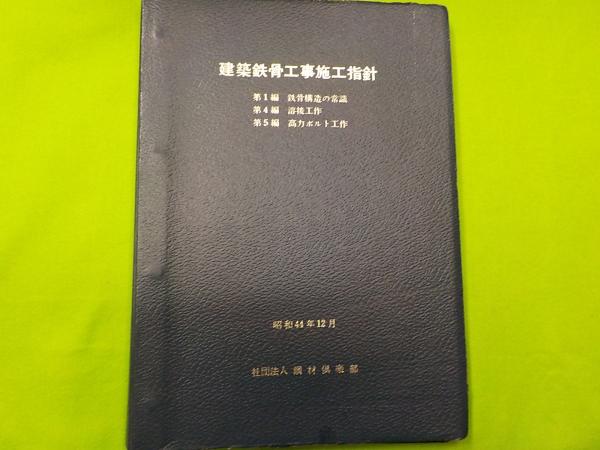 建築鉄骨工事施工指針
第1編 鉄骨構造の常識
第4編 溶接工作
第5編 高力ボルト工作
昭和44年12月
社団法人 鋼材倶楽部